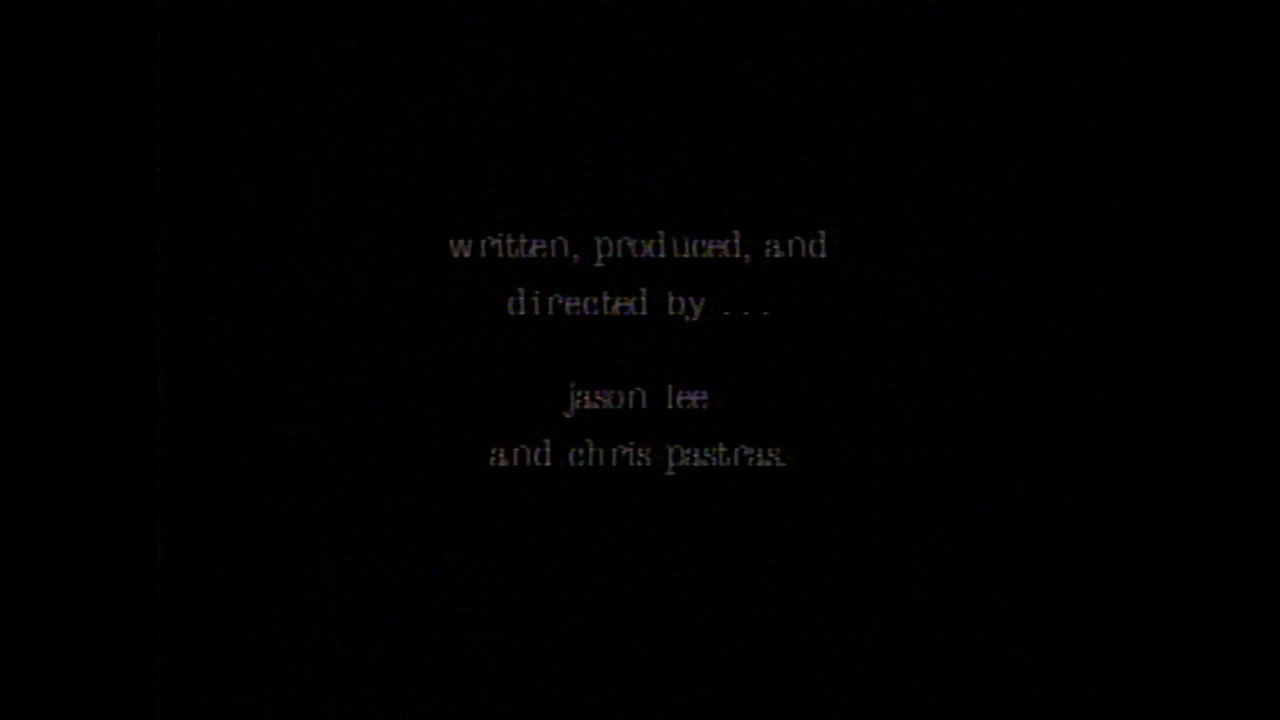 written, produced, and
directed by ...
jason lee
and chris pastras.